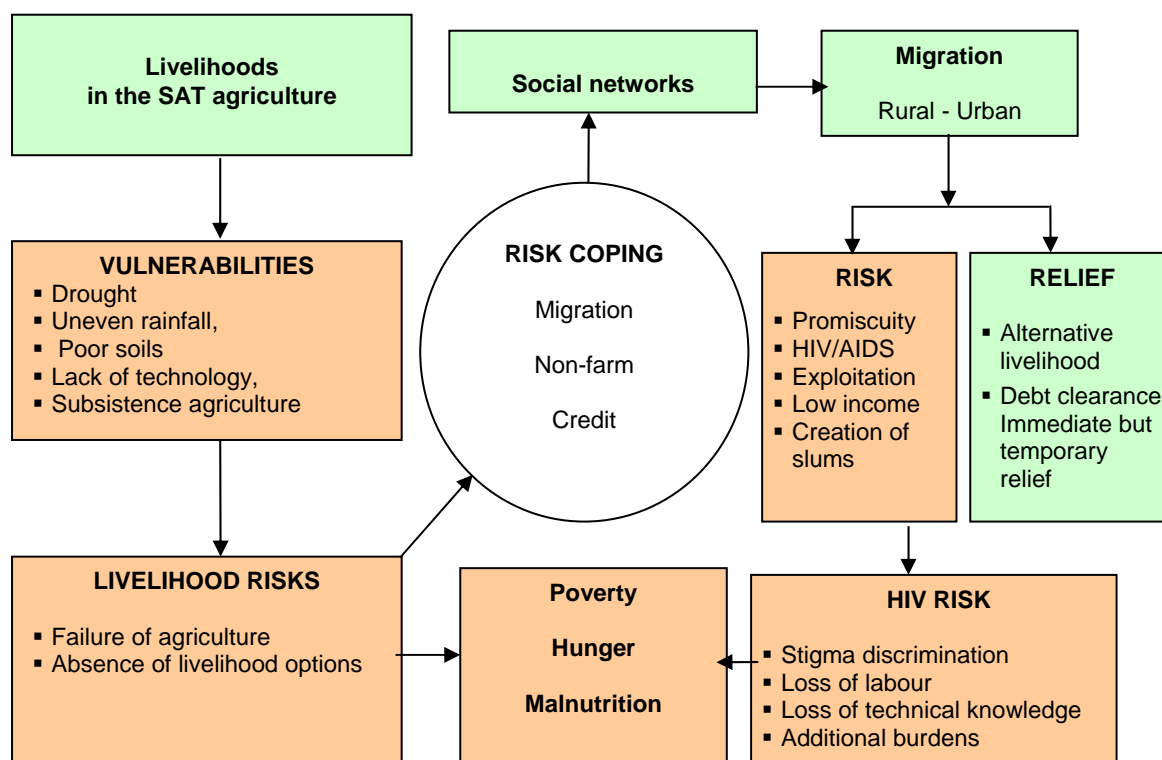 Livelihoods
in the SAT agriculture
Social networks
Migration
Rural - Urban
VULNERABILITIES
▪ Drought
▪ Uneven rainfall,
▪ Poor soils
▪ Lack of technology,
▪ Subsistence agriculture
RISK COPING
Migration
Non-farm
Credit
RISK
▪ Promiscuity
▪ HIV/AIDS
▪ Exploitation
▪ Low income
▪ Creation of
slums
RELIEF
▪ Alternative
livelihood
▪ Debt clearance
Immediate but
temporary
relief
LIVELIHOOD RISKS
▪ Failure of agriculture
▪ Absence of livelihood options
Poverty
Hunger
Malnutrition
HIV RISK
▪ Stigma discrimination
▪ Loss of labour
▪ Loss of technical knowledge
▪ Additional burdens